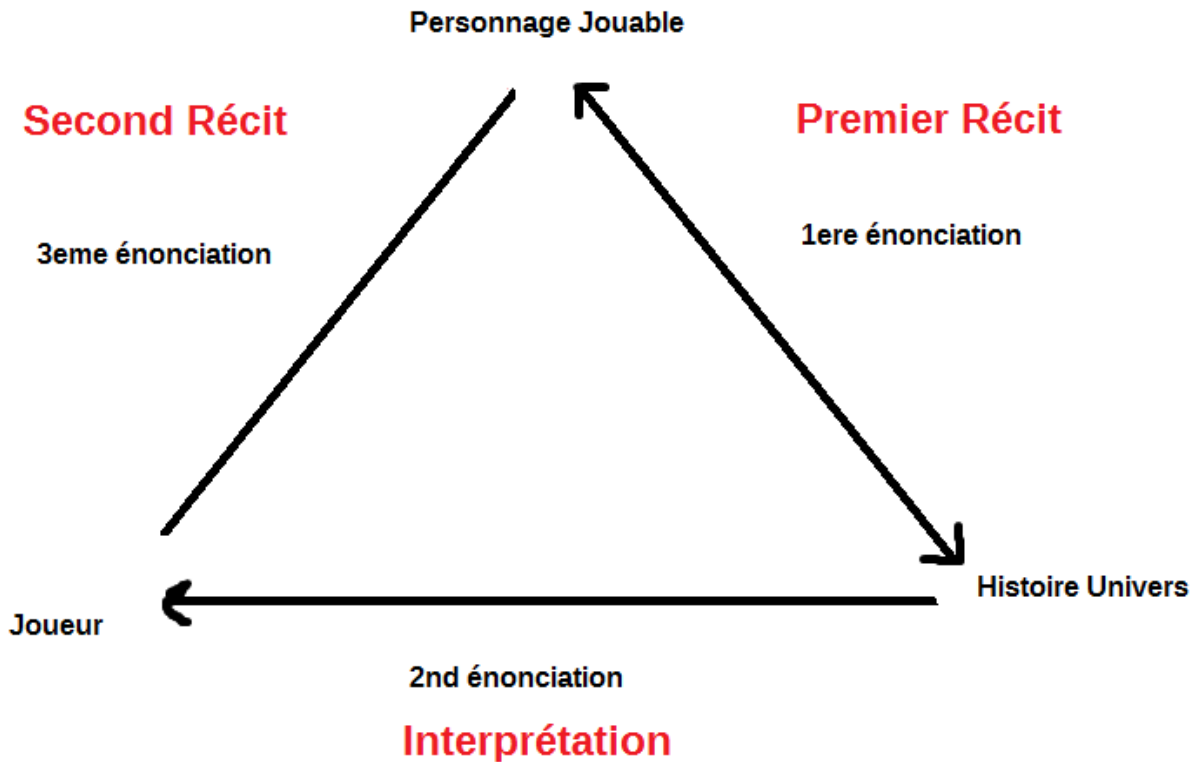 Personnage Jouable
Second Récit
Premier Récit
3eme énonciation
1ere énonciation
Histoire Univers
Joueur
2nd énonciation
Interprétation